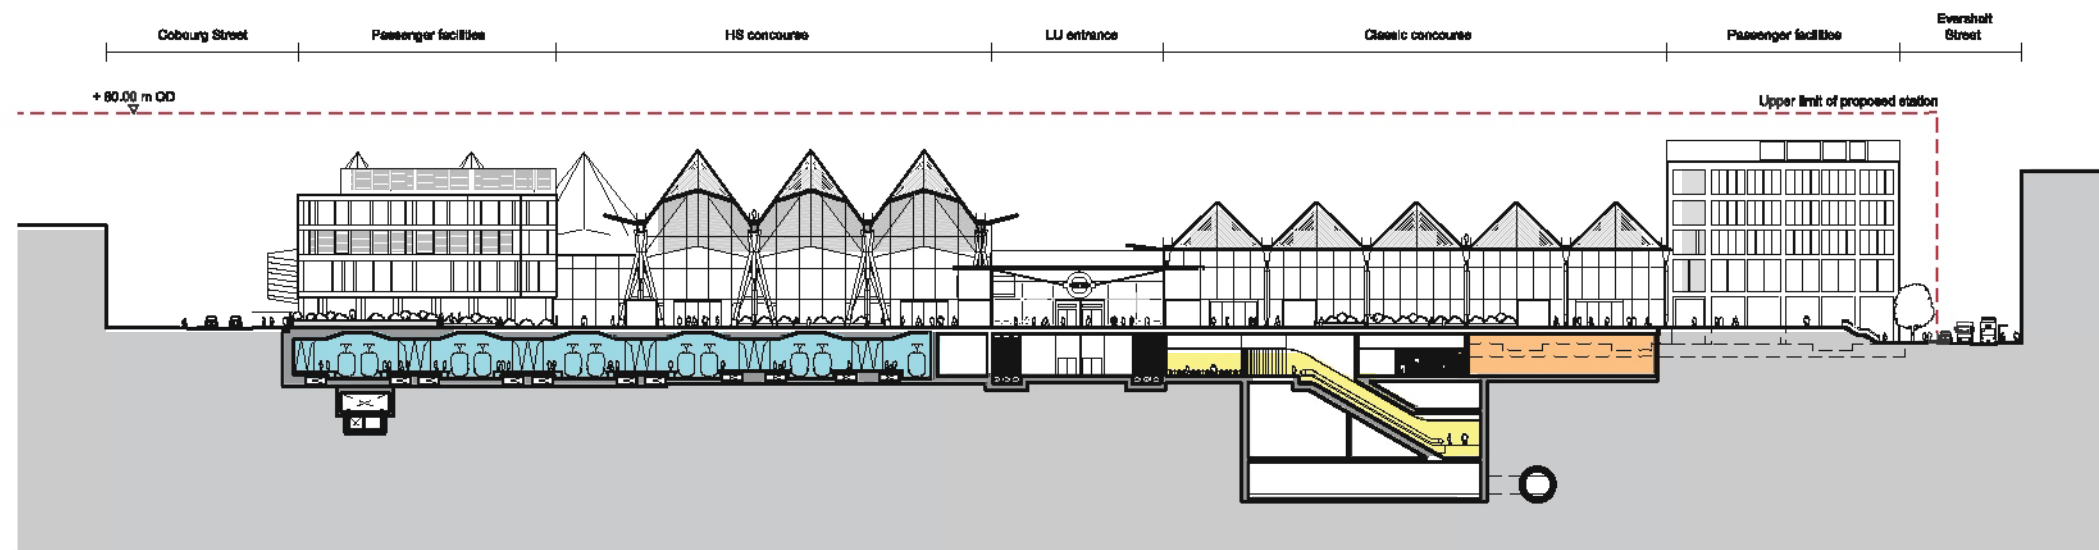 Cobourg Street
Passenger facilities
HS concourse
LU entrance
Classic concourse
Passenger facilities
Eversholt
Street
+ 60.00 m OD
Upper limit of proposed station